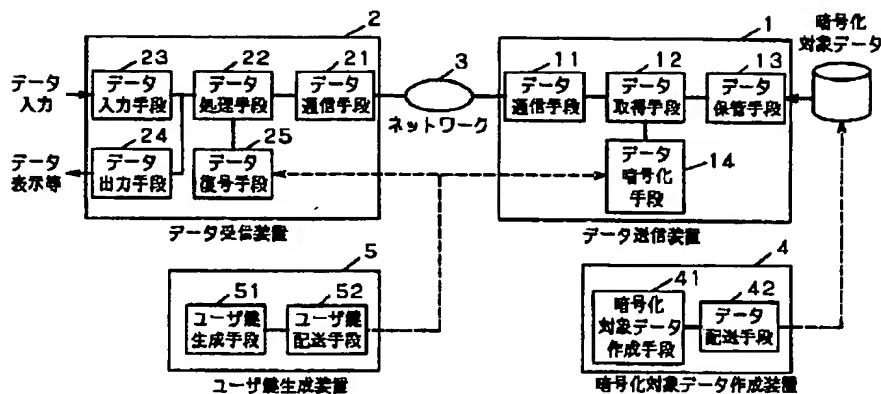 2
1
暗号化
対象データ
23
22
21
3
11
12
13
データ
入力
データ
入力手段
データ
処理手段
データ
通信手段
ネットワーク
データ
通信手段
データ
取得手段
データ
保管手段
24
25
14
データ
表示等
データ
出力手段
データ
復号手段
データ
暗号化
手段
データ受信装置
データ送信装置
5
4
51
52
41
42
ユーザ鍵
生成手段
ユーザ鍵
配送手段
暗号化
対象データ
作成手段
データ
配送手段
ユーザ鍵生成装置
暗号化対象データ作成装置